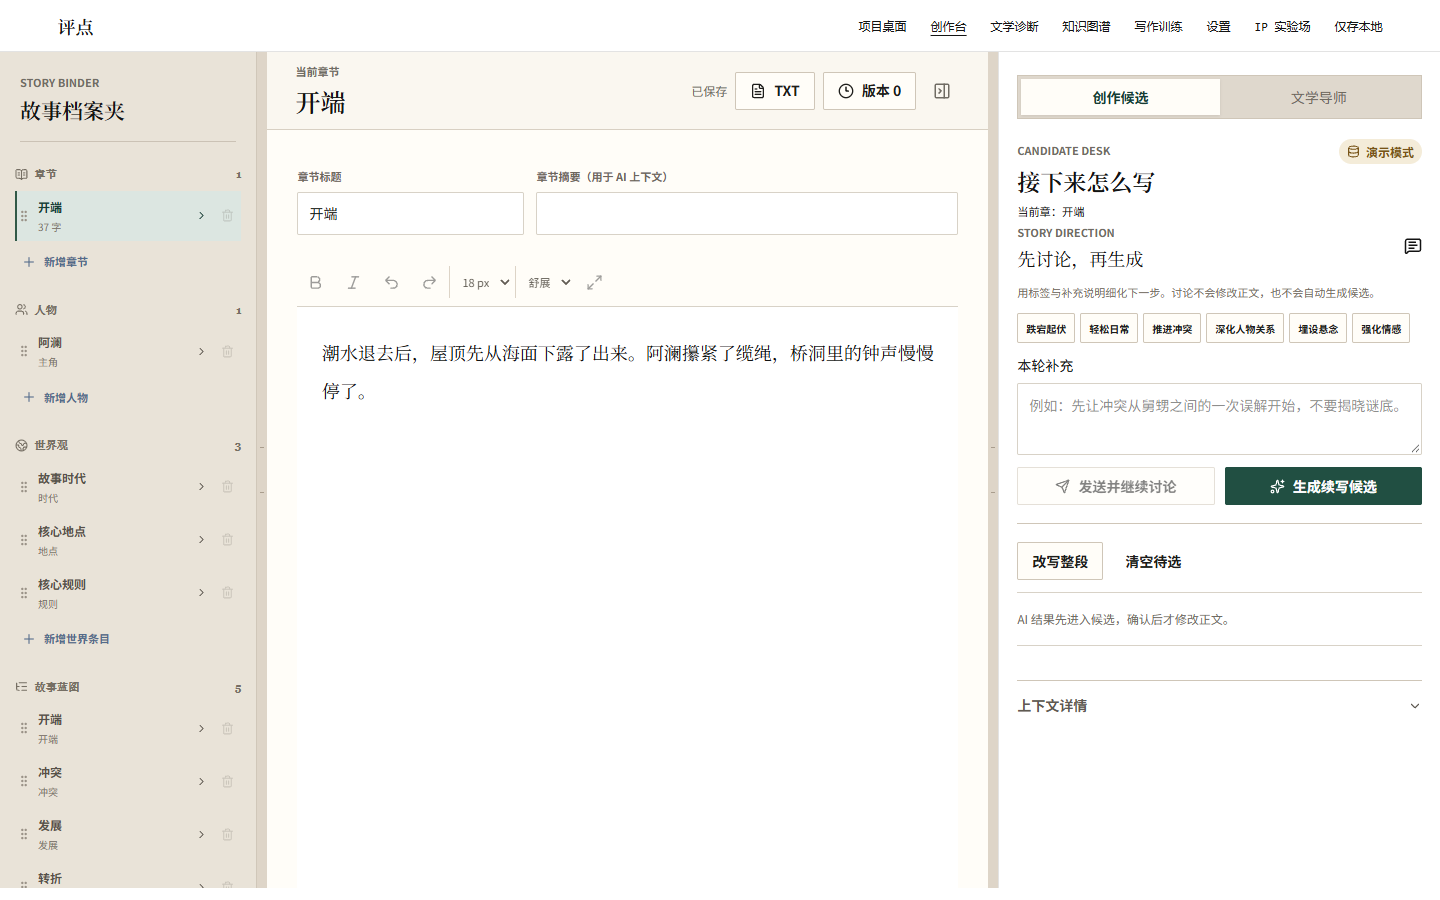 评点
项目桌面 创作台 文学诊断 知识图谱 写作训练 设置 IP 实验场 仅存本地
STORY BINDER
故事档案夹
章节 1
开端
37 字
新增章节
人物 1
阿澜
主角
新增人物
世界观 3
故事时代
时代
核心地点
地点
核心规则
规则
新增世界条目
故事蓝图 5
开端
开端
冲突
冲突
发展
发展
转折
当前章节
开端
已保存 TXT 版本 0
章节标题 章节摘要（用于 AI 上下文）
开端
18 px 舒展
潮水退去后，屋顶先从海面下露了出来。阿澜攥紧了缆绳，桥洞里的钟声慢慢
停了。
创作候选 文学导师
CANDIDATE DESK 演示模式
接下来怎么写
当前章：开端
STORY DIRECTION
先讨论，再生成
用标签与补充说明细化下一步。讨论不会修改正文，也不会自动生成候选。
跌宕起伏 轻松日常 推进冲突 深化人物关系 埋设悬念 强化情感
本轮补充
例如：先让冲突从舅甥之间的一次误解开始，不要揭晓谜底。
发送并继续讨论 生成续写候选
改写整段 清空待选
AI 结果先进入候选，确认后才修改正文。
上下文详情